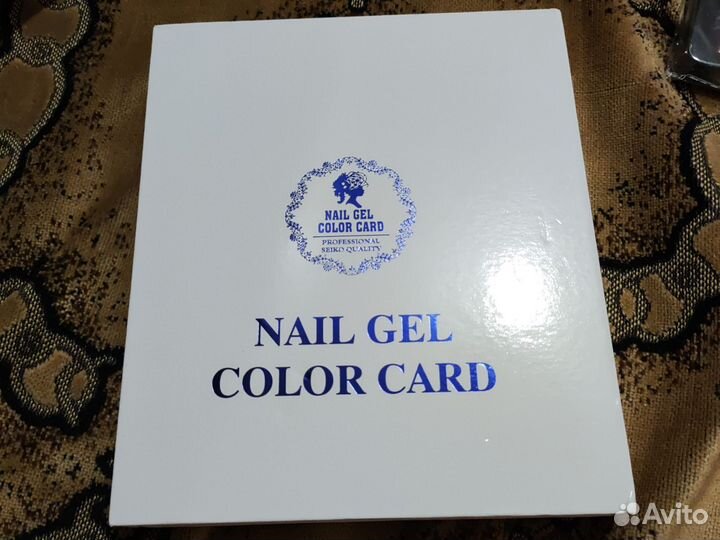 NAIL GEL
COLOR CARD
PROFESSIONAL
SEIKO QUALITY
NAIL GEL
COLOR CARD
Avito